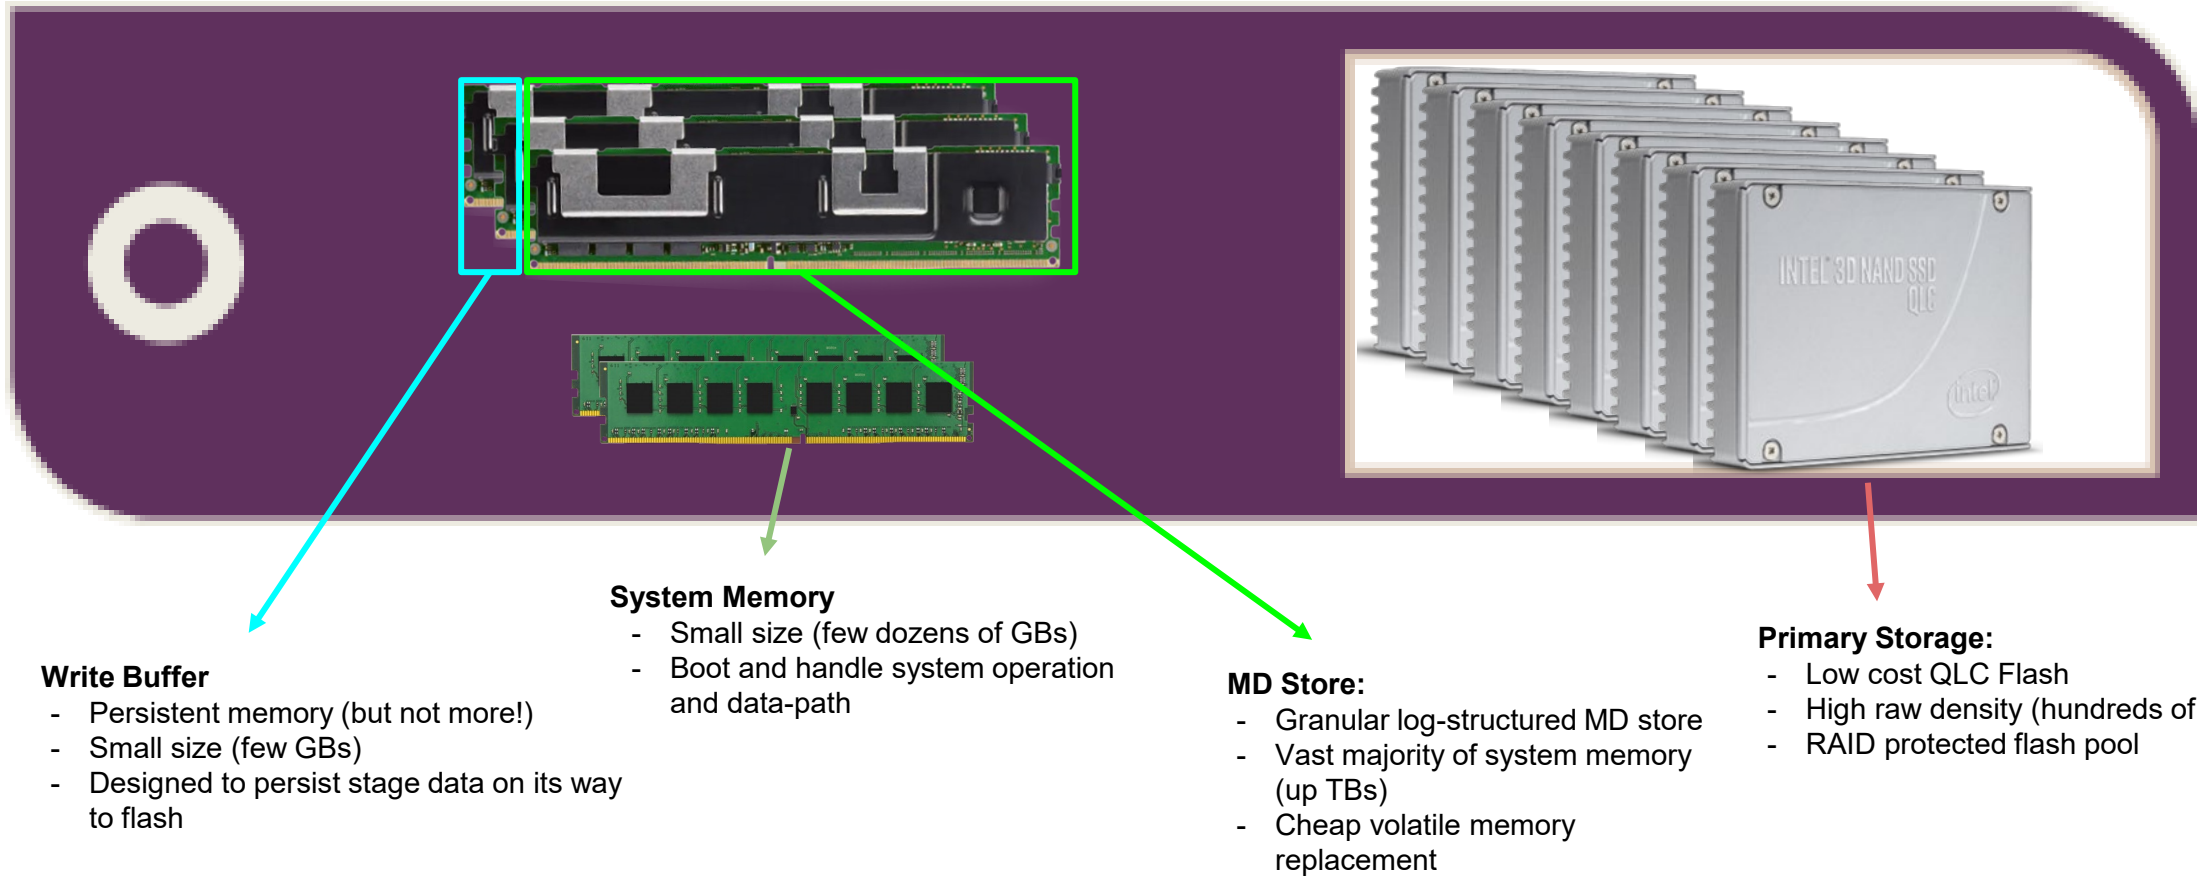 INTEL® 3D NAND SSD
QLC
intel
Write Buffer
- Persistent memory (but not more!)
- Small size (few GBs)
- Designed to persist stage data on its way
to flash
System Memory
- Small size (few dozens of GBs)
- Boot and handle system operation
and data-path
MD Store:
- Granular log-structured MD store
- Vast majority of system memory
(up TBs)
- Cheap volatile memory
replacement
Primary Storage:
- Low cost QLC Flash
- High raw density (hundreds of
- RAID protected flash pool